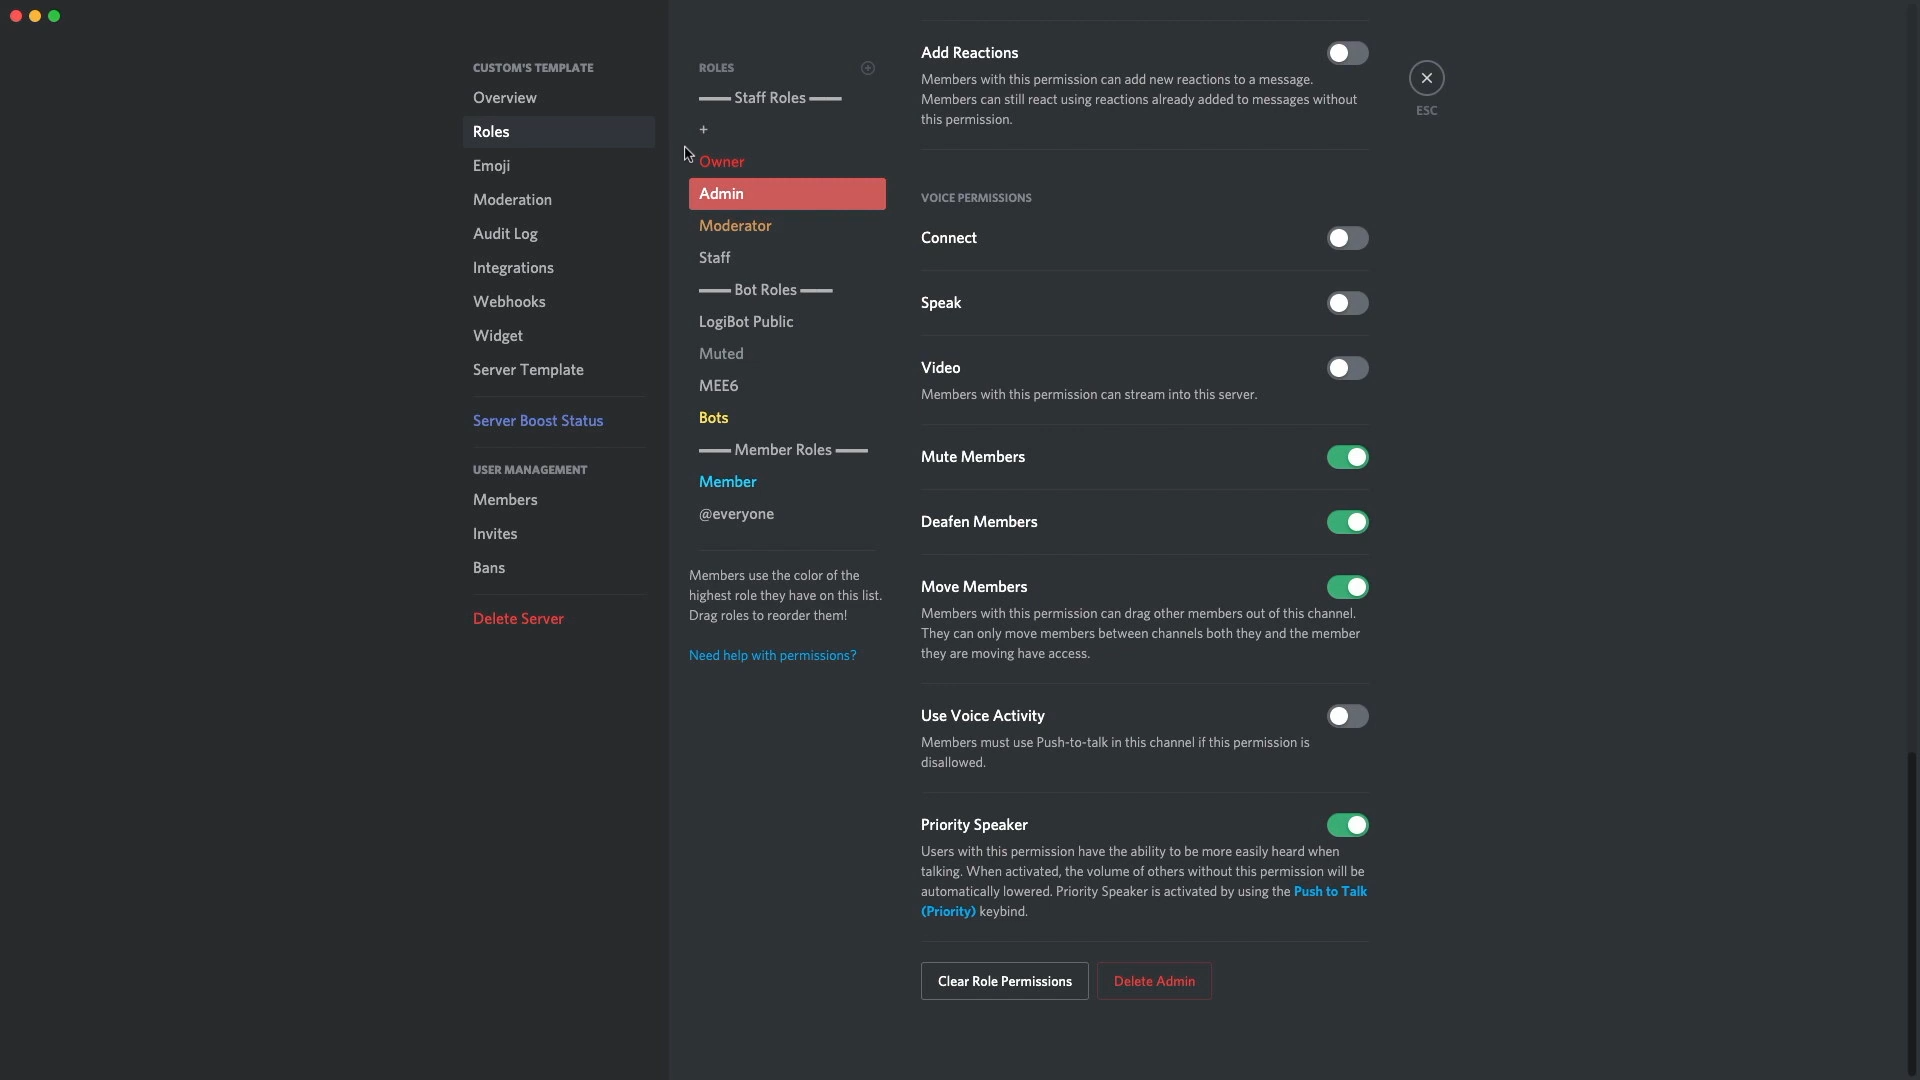 CUSTOM'S TEMPLATE
Overview
Roles
Emoji
Moderation
Audit Log
Integrations
Webhooks
Widget
Server Template
Server Boost Status
USER MANAGEMENT
Members
Invites
Bans
Delete Server
ROLES
━━━ Staff Roles ━━━
+
Owner
Admin
Moderator
Staff
━━━ Bot Roles ━━━
LogiBot Public
Muted
MEE6
Bots
━━━ Member Roles ━━━
Member
@everyone
Members use the color of the
highest role they have on this list.
Drag roles to reorder them!
Need help with permissions?
Add Reactions
Members with this permission can add new reactions to a message.
Members can still react using reactions already added to messages without
this permission.
VOICE PERMISSIONS
Connect
Speak
Video
Members with this permission can stream into this server.
Mute Members
Deafen Members
Move Members
Members with this permission can drag other members out of this channel.
They can only move members between channels both they and the member
they are moving have access.
Use Voice Activity
Members must use Push-to-talk in this channel if this permission is
disallowed.
Priority Speaker
Users with this permission have the ability to be more easily heard when
talking. When activated, the volume of others without this permission will be
automatically lowered. Priority Speaker is activated by using the Push to Talk
(Priority) keybind.
Clear Role Permissions
Delete Admin
ESC